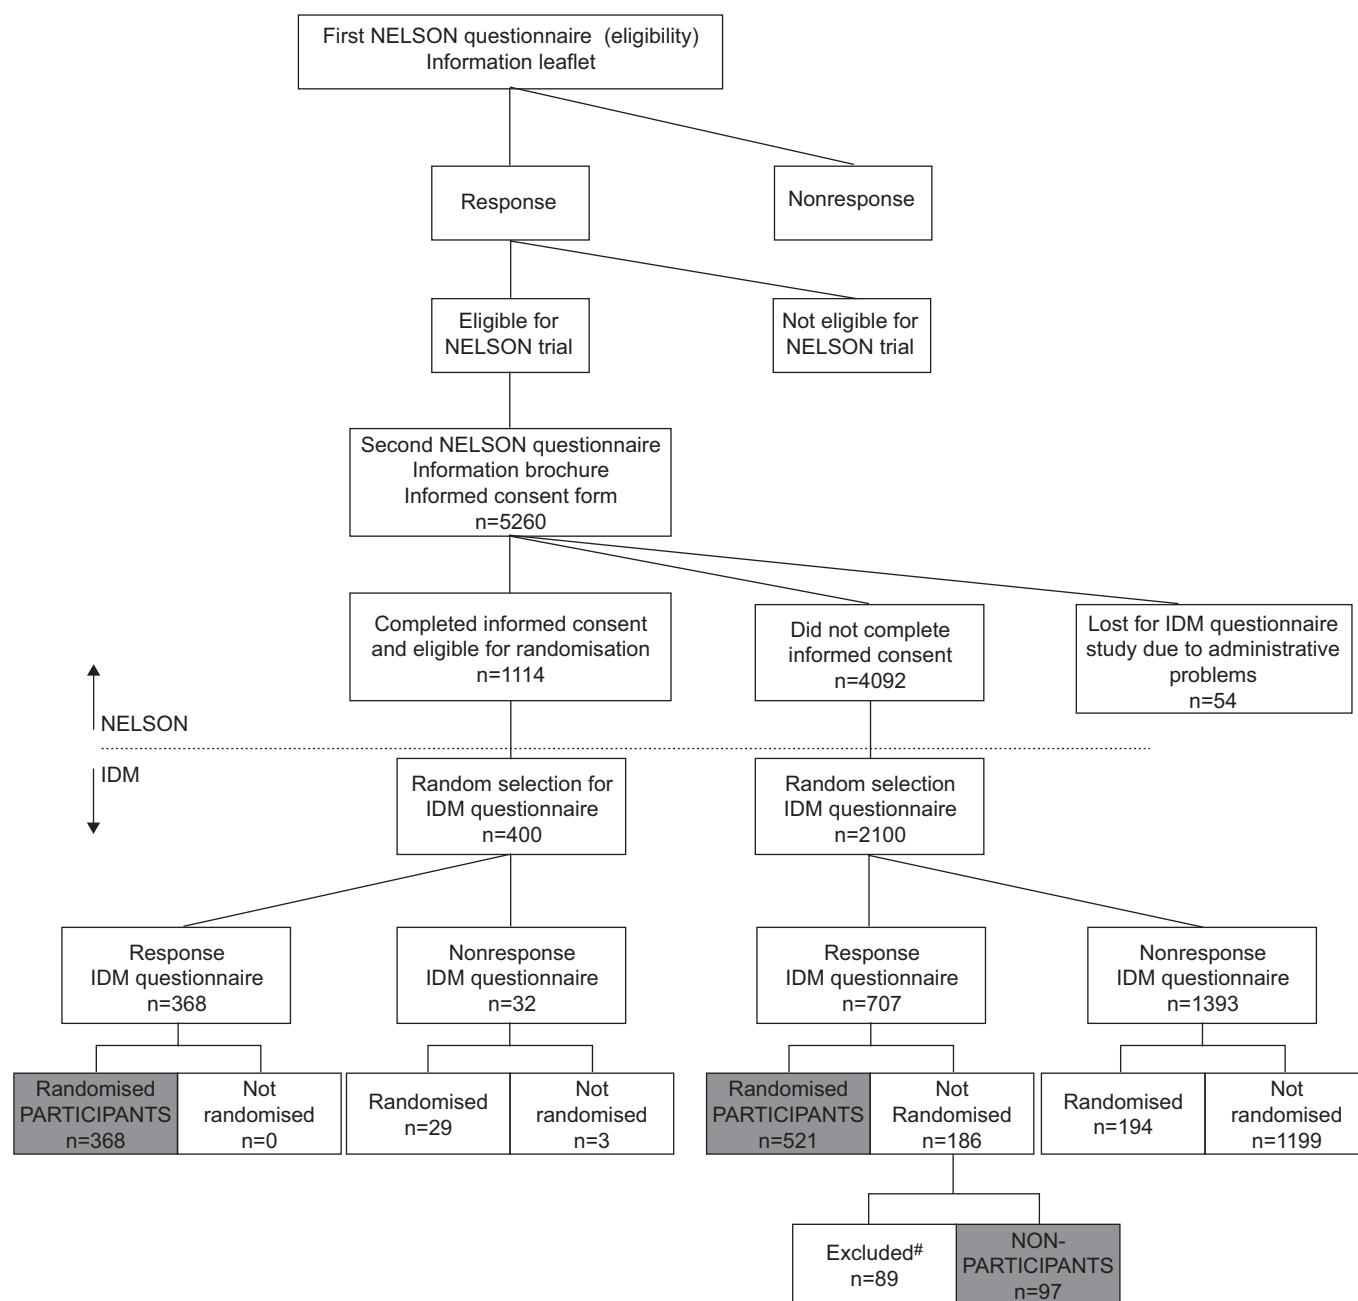 First NELSON questionnaire (eligibility)
Information leaflet
Response
Nonresponse
Eligible for
NELSON trial
Not eligible for
NELSON trial
Second NELSON questionnaire
Information brochure
Informed consent form
n=5260
Completed informed consent
and eligible for randomisation
n=1114
Did not complete
informed consent
n=4092
Lost for IDM questionnaire
study due to administrative
problems
n=54
NELSON
IDM
Random selection for
IDM questionnaire
n=400
Random selection
IDM questionnaire
n=2100
Response
IDM questionnaire
n=368
Nonresponse
IDM questionnaire
n=32
Response
IDM questionnaire
n=707
Nonresponse
IDM questionnaire
n=1393
Randomised
PARTICIPANTS
n=368
Not
randomised
n=0
Randomised
n=29
Not
randomised
n=3
Randomised
PARTICIPANTS
n=521
Not
Randomised
n=186
Randomised
n=194
Not
randomised
n=1199
Excluded#
n=89
NON-
PARTICIPANTS
n=97